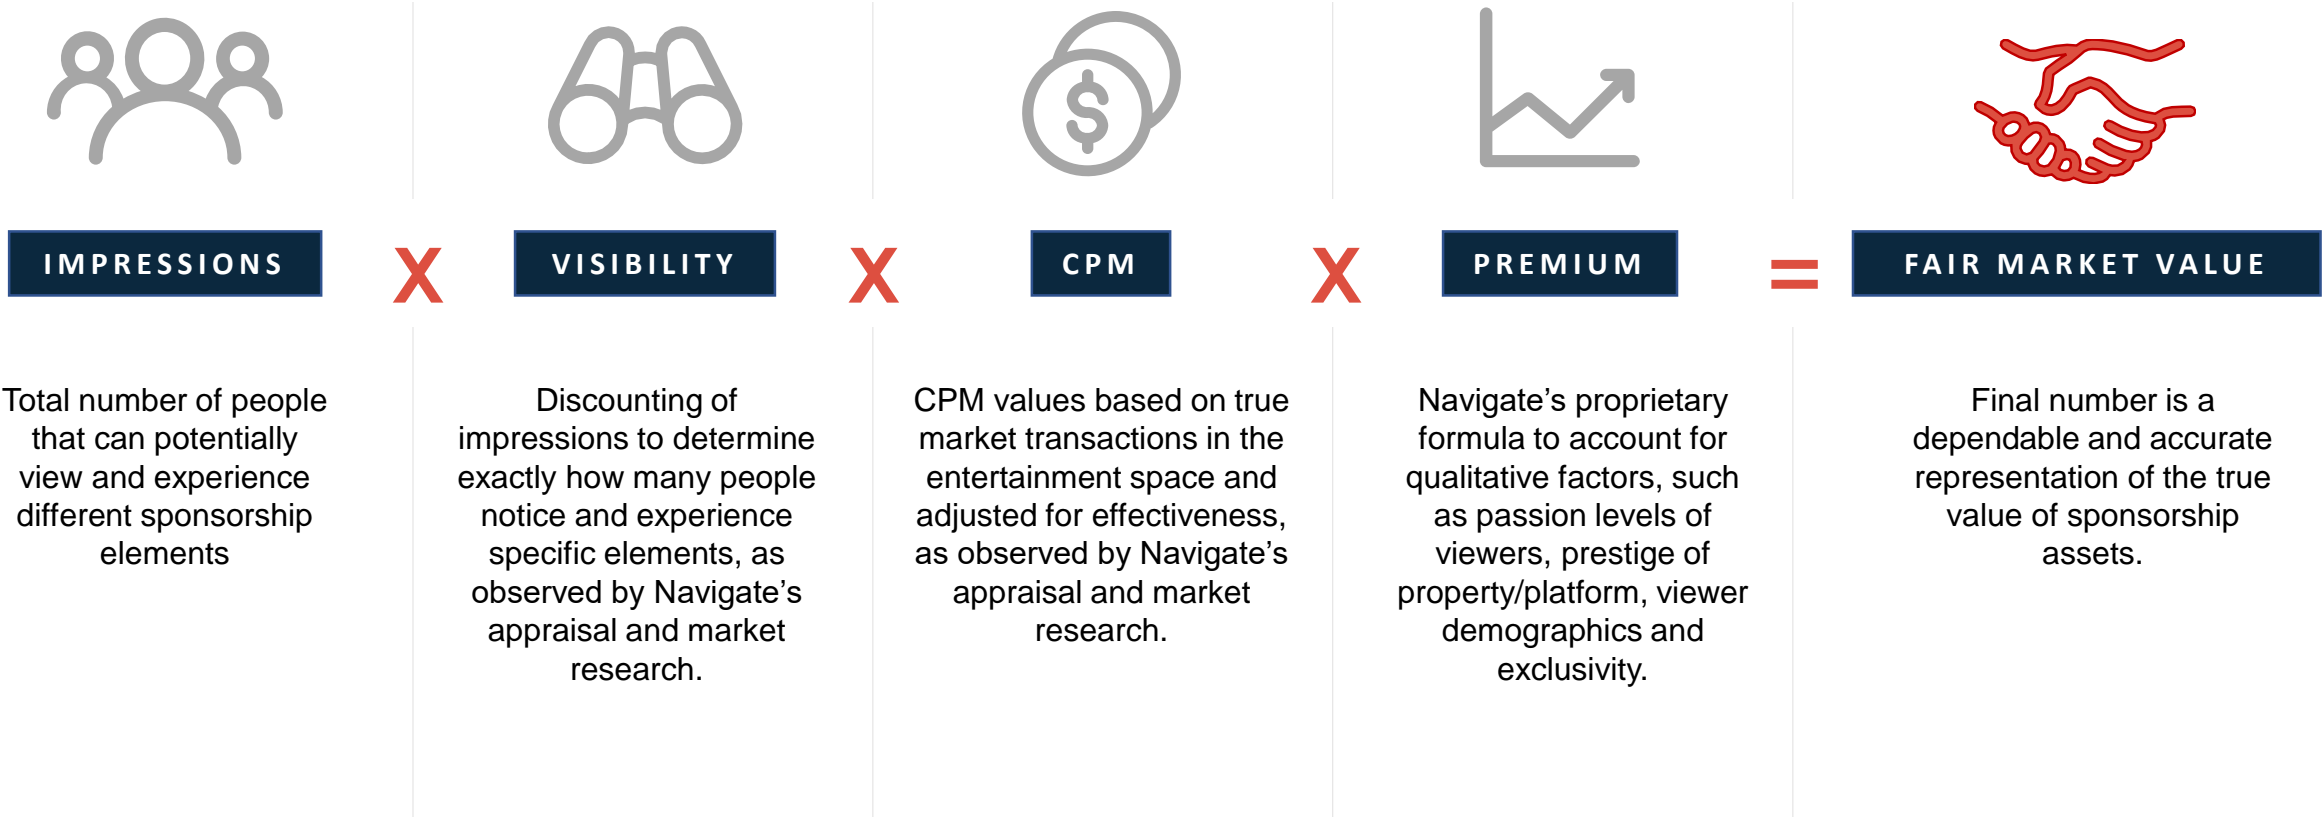 IMPRESSIONS X VISIBILITY X CPM X PREMIUM = FAIR MARKET VALUE
Total number of people
that can potentially
view and experience
different sponsorship
elements
Discounting of
impressions to determine
exactly how many people
notice and experience
specific elements, as
observed by Navigate’s
appraisal and market
research.
CPM values based on true
market transactions in the
entertainment space and
adjusted for effectiveness,
as observed by Navigate’s
appraisal and market
research.
Navigate’s proprietary
formula to account for
qualitative factors, such
as passion levels of
viewers, prestige of
property/platform, viewer
demographics and
exclusivity.
Final number is a
dependable and accurate
representation of the true
value of sponsorship
assets.